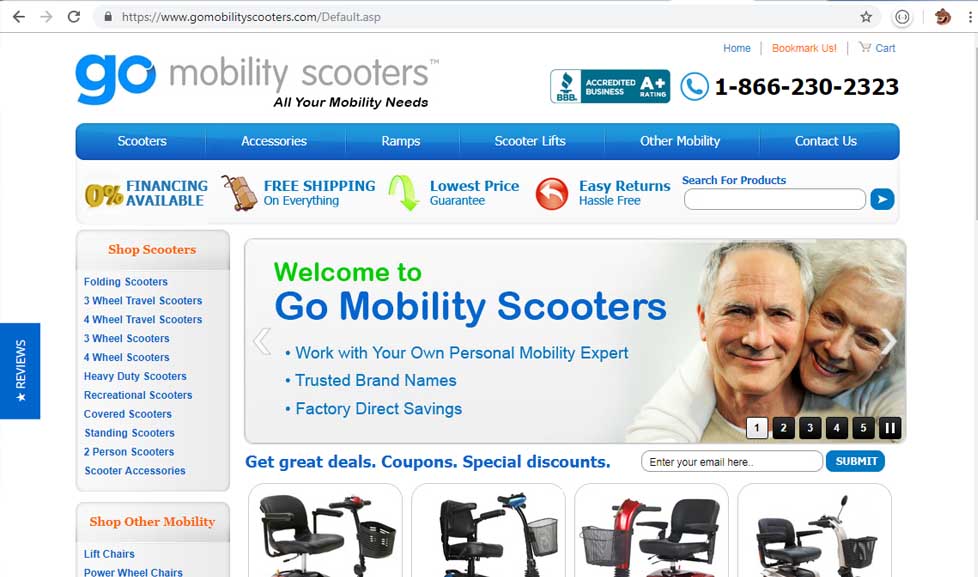 https://www.gomobilityscooters.com/Default.asp
Home
Bookmark Us!
Cart
go mobility scooters™
All Your Mobility Needs
BBB.
ACCREDITED
BUSINESS
A+
RATING
1-866-230-2323
Scooters
Accessories
Ramps
Scooter Lifts
Other Mobility
Contact Us
0% FINANCING
AVAILABLE
FREE SHIPPING
On Everything
Lowest Price
Guarantee
Easy Returns
Hassle Free
Search For Products
Shop Scooters
Folding Scooters
3 Wheel Travel Scooters
4 Wheel Travel Scooters
3 Wheel Scooters
4 Wheel Scooters
Heavy Duty Scooters
Recreational Scooters
Covered Scooters
Standing Scooters
2 Person Scooters
Scooter Accessories
★ REVIEWS
Welcome to
Go Mobility Scooters
• Work with Your Own Personal Mobility Expert
• Trusted Brand Names
• Factory Direct Savings
1 2 3 4 5
Get great deals. Coupons. Special discounts.
Enter your email here..
SUBMIT
Shop Other Mobility
Lift Chairs
Power Wheel Chairs